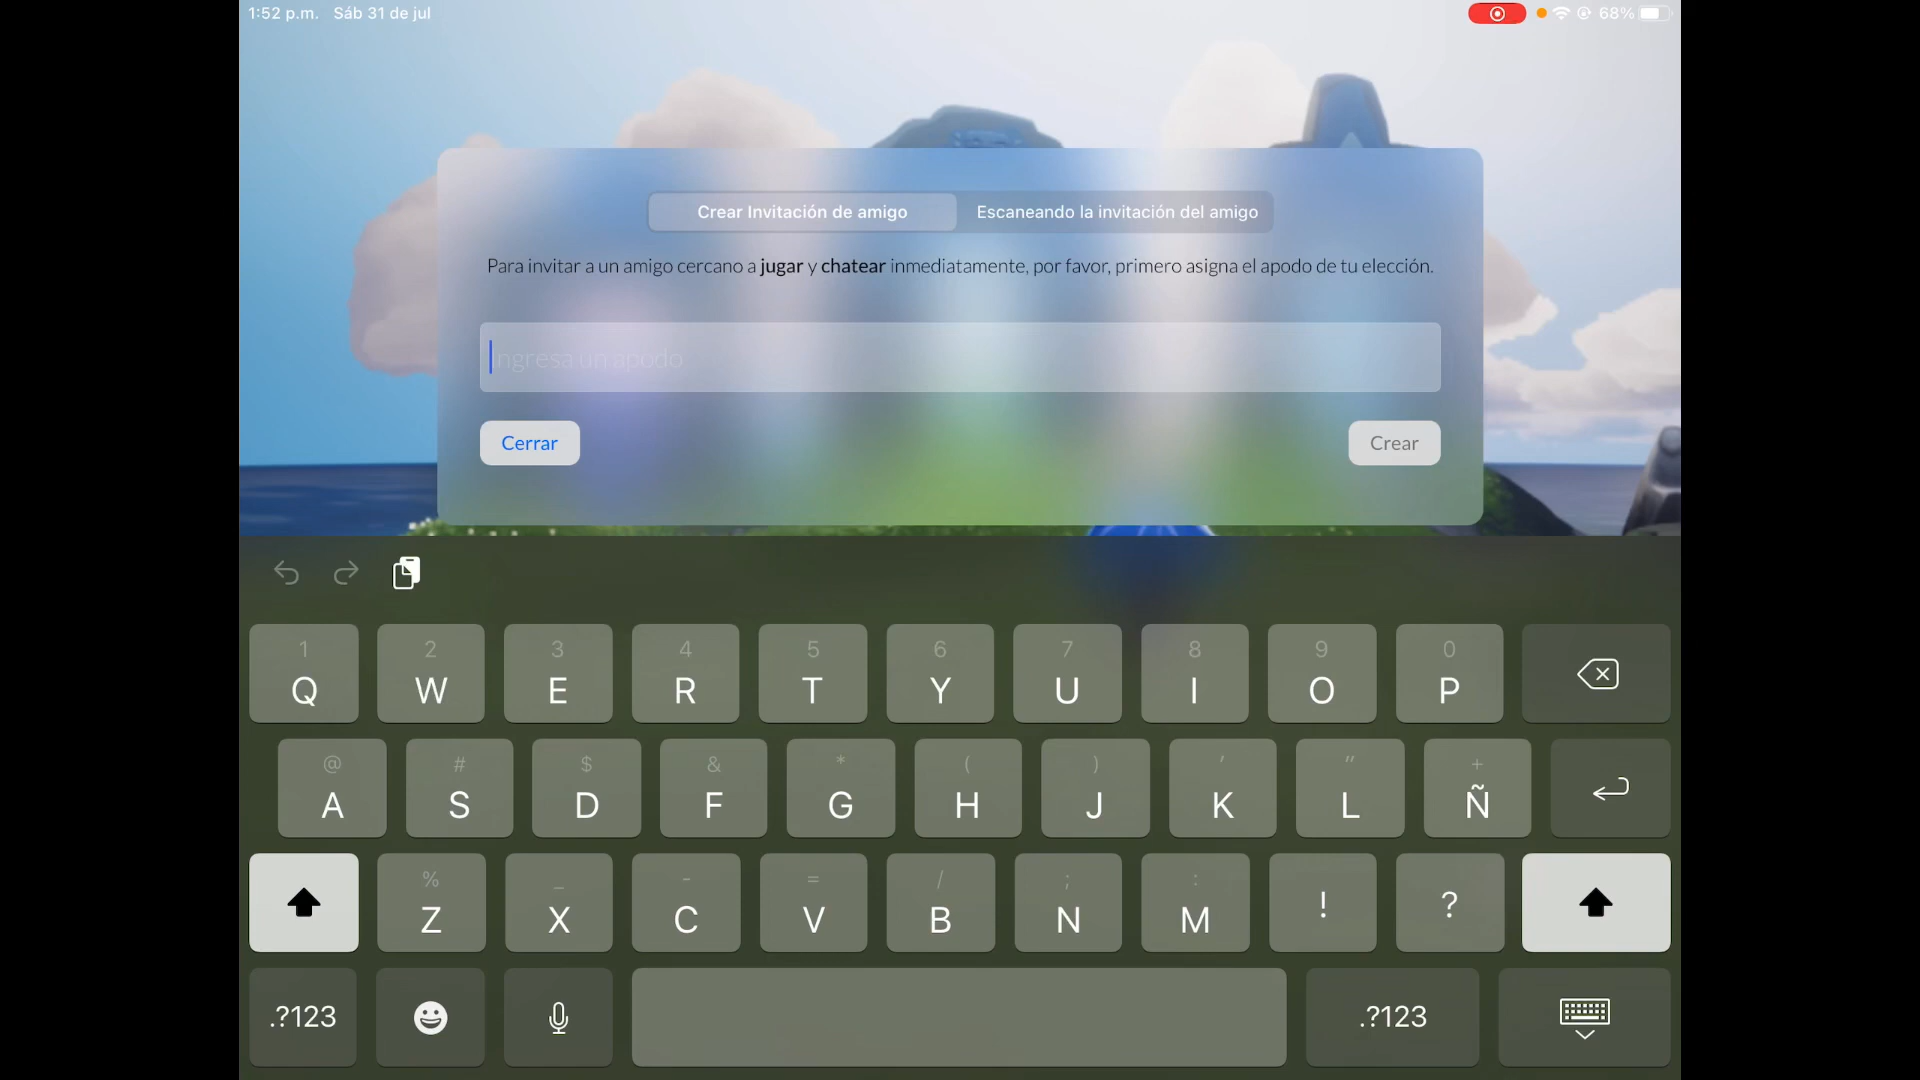 1:52 p.m. Sáb 31 de jul
68%
Crear Invitación de amigo
Escaneando la invitación del amigo
Para invitar a un amigo cercano a jugar y chatear inmediatamente, por favor, primero asigna el apodo de tu elección.
Ingresa un apodo
Cerrar
Crear
1 2 3 4 5 6 7 8 9 0
Q W E R T Y U I O P
@ # $ & * ( ) ' " +
A S D F G H J K L Ñ
% _ - = / ; :
Z X C V B N M ! ?
.?123
.?123